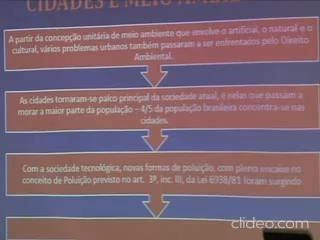 CIDADES E MEIO AMBI
A partir da concepção unitária de meio ambiente que envolve o artificial, o natural e o
cultural, vários problemas urbanos também passaram a ser enfrentados pelo Direito
Ambiental.
As cidades tornaram-se palco principal da sociedade atual, é nelas que passam a
morar a maior parte da população – 4/5 da população brasileira concentra-se nas
cidades.
Com a sociedade tecnológica, novas formas de poluição, com pleno encaixe no
conceito de Poluição previsto no art. 3º, inc. III, da Lei 6938/81 foram surgindo
clideo.com